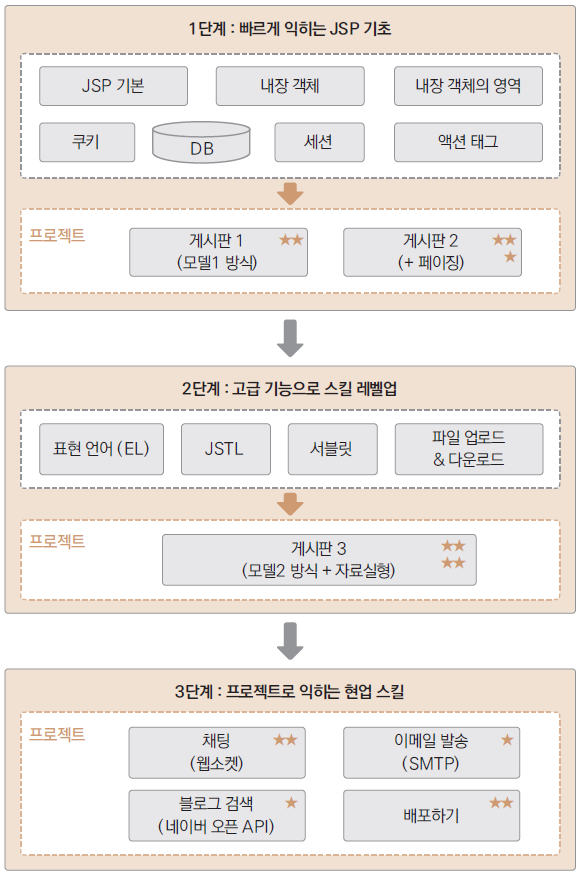 1단계 : 빠르게 익히는 JSP 기초
JSP 기본
내장 객체
내장 객체의 영역
쿠키
DB
세션
액션 태그
프로젝트
게시판 1 ★★
(모델1 방식)
게시판 2 ★★
(+ 페이징) ★
2단계 : 고급 기능으로 스킬 레벨업
표현 언어 (EL)
JSTL
서블릿
파일 업로드
& 다운로드
프로젝트
게시판 3 ★★
(모델2 방식 + 자료실형) ★★
3단계 : 프로젝트로 익히는 현업 스킬
프로젝트
채팅 ★★
(웹소켓)
이메일 발송 ★
(SMTP)
블로그 검색 ★
(네이버 오픈 API)
배포하기 ★★